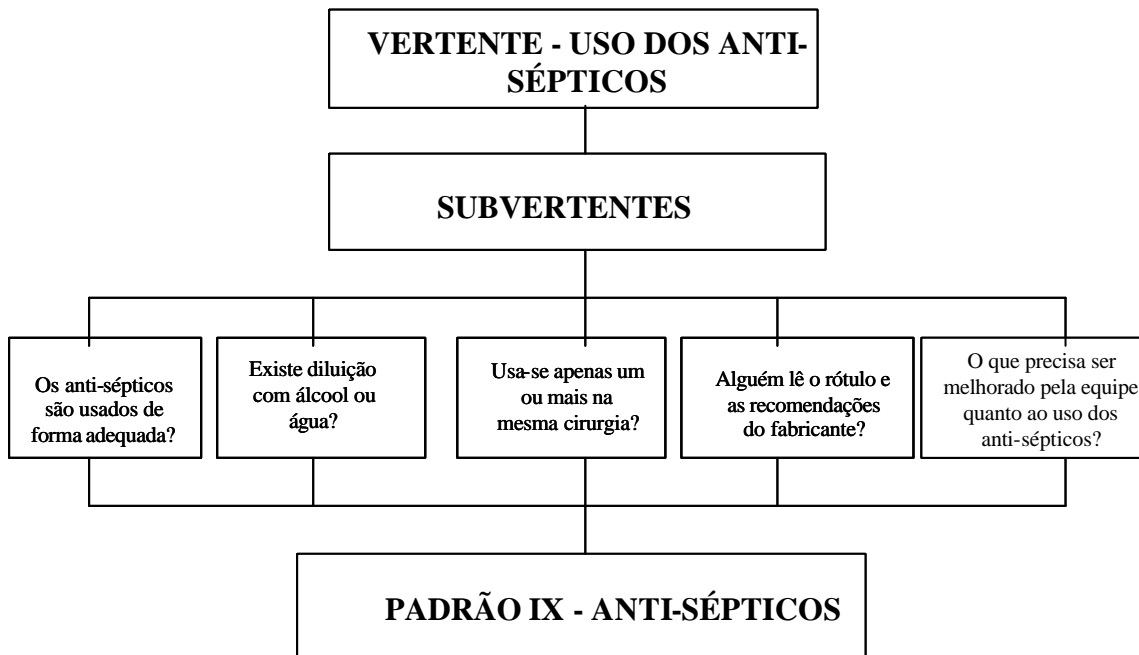 VERTENTE - USO DOS ANTI-
SÉPTICOS
SUBVERTENTES
Os anti-sépticos
são usados de
forma adequada?
Existe diluição
com álcool ou
água?
Usa-se apenas um
ou mais na
mesma cirurgia?
Alguém lê o rótulo e
as recomendações
do fabricante?
O que precisa ser
melhorado pela equipe
quanto ao uso dos
anti-sépticos?
PADRÃO IX - ANTI-SÉPTICOS